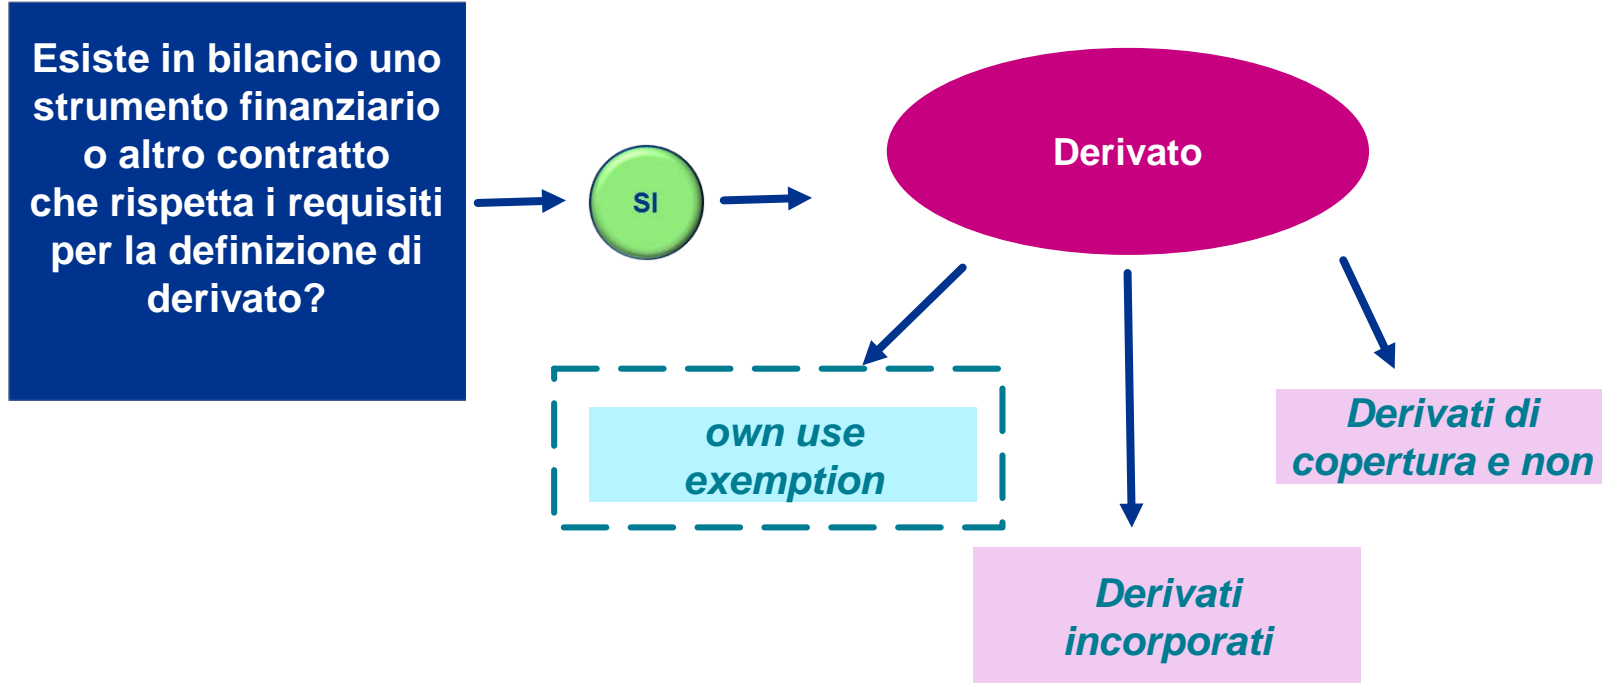 Esiste in bilancio uno
strumento finanziario
o altro contratto
che rispetta i requisiti
per la definizione di
derivato?
SI
Derivato
own use
exemption
Derivati di
copertura e non
Derivati
incorporati